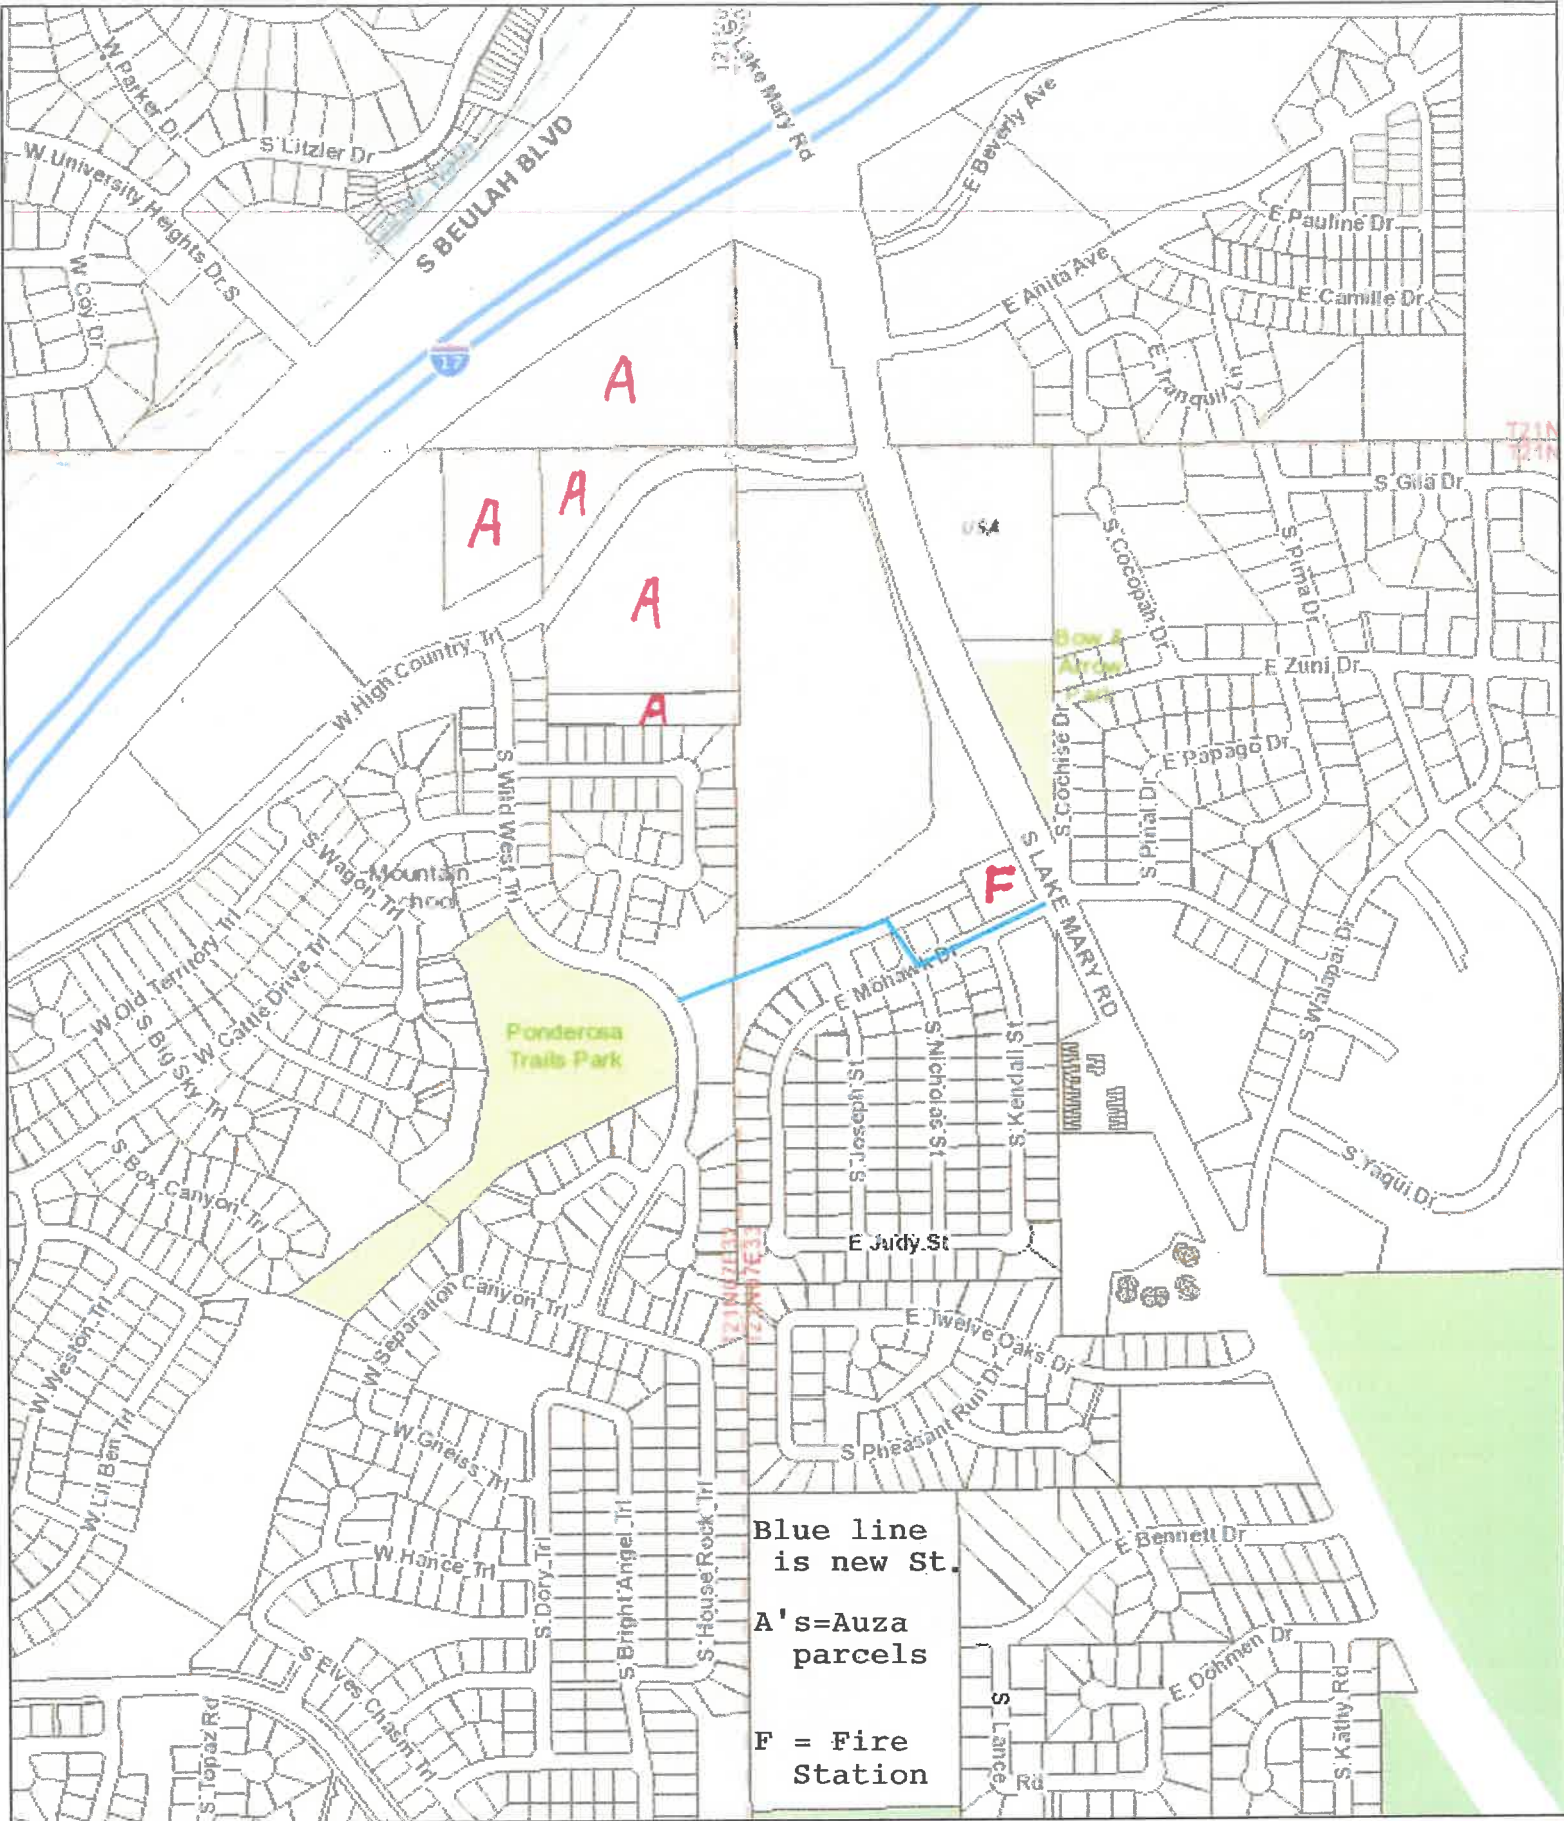 S Lake Mary Rd
W Parker Dr
S Litzler Dr
W University Heights Dr S
S BEULAH BLVD
W Coy Dr
17
E Beverly Ave
E Pauline Dr
E Anita Ave
E Camille Dr
E Tranquil Ln
T21N
T21N
A
A
A
A
A
S Gila Dr
USA
S Cocopah Dr
S Pima Dr
Bow &
Arrow
Park
E Zuni Dr
W High Country Trl
S Cochise Dr
E Papago Dr
S Pinal Dr
S Wild West Trl
S Wagon Trl
Mountain
School
F
S LAKE MARY RD
W Old Territory Trl
W Cattle Drive Trl
S Big Sky Trl
E Mohawk Dr
S Walapai Dr
Ponderosa
Trails Park
S Joseph St
S Nicholas St
S Kendall St
S Box Canyon Trl
S Yaqui Dr
E Judy St
W Separation Canyon Trl
E Twelve Oaks Dr
W Weston Trl
S Pheasant Run Dr
W Gneiss Trl
W Lil Ben Trl
W Hance Trl
S Dory Trl
S Bright Angel Trl
S House Rock Trl
E Bennett Dr
S Elves Chasm Trl
S Topaz Rd
E Dohmen Dr
S Kathy Rd
S Lance Rd
Blue line
is new St.
A's=Auza
parcels
F = Fire
Station